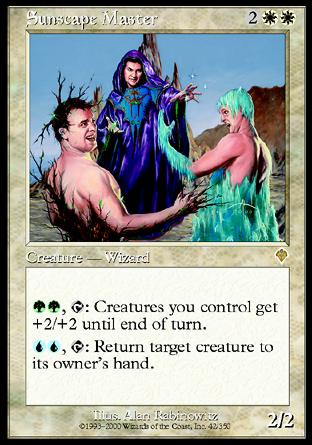 Sunscape Master 2
Creature — Wizard
, : Creatures you control get
+2/+2 until end of turn.
, : Return target creature to
its owner's hand.
Illus. Alan Rabinowitz
©1993-2000 Wizards of the Coast, Inc. 42/350
2/2